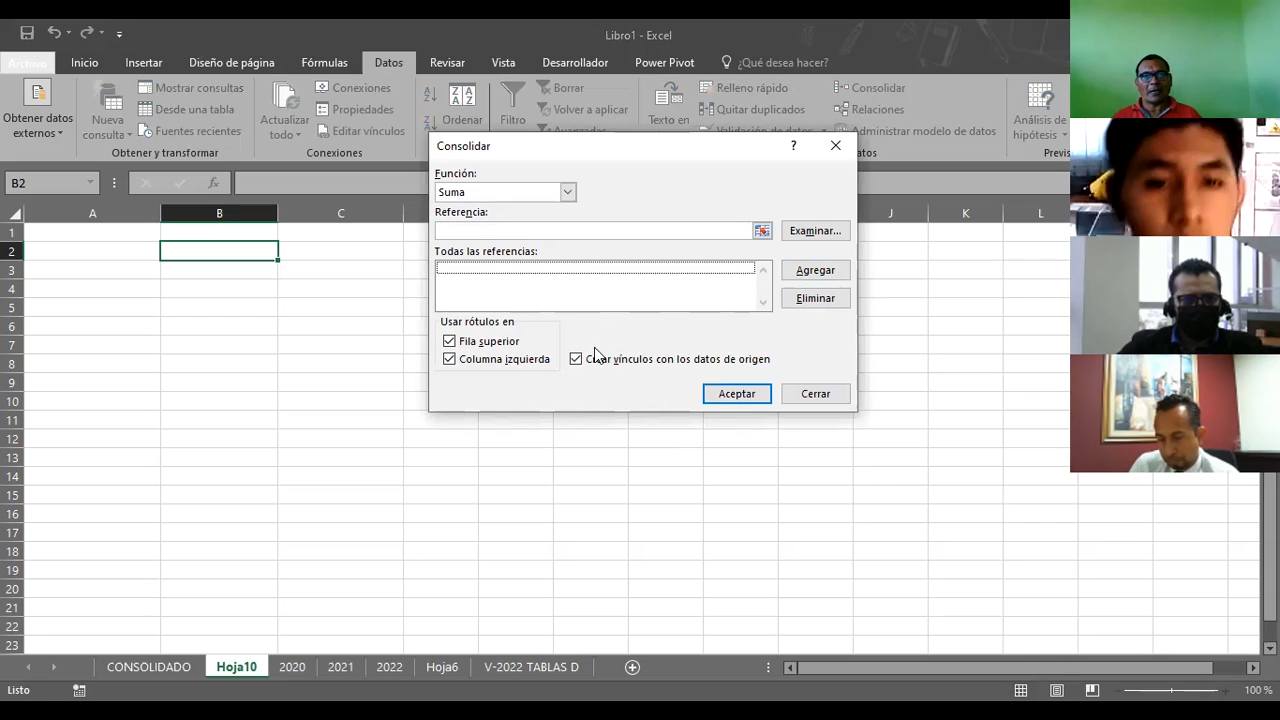 Libro1 - Excel
Archivo Inicio Insertar Diseño de página Fórmulas Datos Revisar Vista Desarrollador Power Pivot ¿Qué desea hacer?
Obtener datos externos
Nueva consulta
Mostrar consultas
Desde una tabla
Fuentes recientes
Obtener y transformar
Actualizar todo
Conexiones
Propiedades
Editar vínculos
Conexiones
Ordenar
Filtro
Borrar
Volver a aplicar
Texto en
Relleno rápido
Quitar duplicados
Consolidar
Relaciones
Administrar modelo de datos
Análisis de hipótesis
B2
fx
A B C J K L
1
2
3
4
5
6
7
8
9
10
11
12
13
14
15
16
17
18
19
20
21
22
23
Consolidar
?
Función:
Suma
Referencia:
Examinar...
Todas las referencias:
Agregar
Eliminar
Usar rótulos en
Fila superior
Columna izquierda
vínculos con los datos de origen
Aceptar Cerrar
CONSOLIDADO Hoja10 2020 2021 2022 Hoja6 V-2022 TABLAS D
Listo
100 %